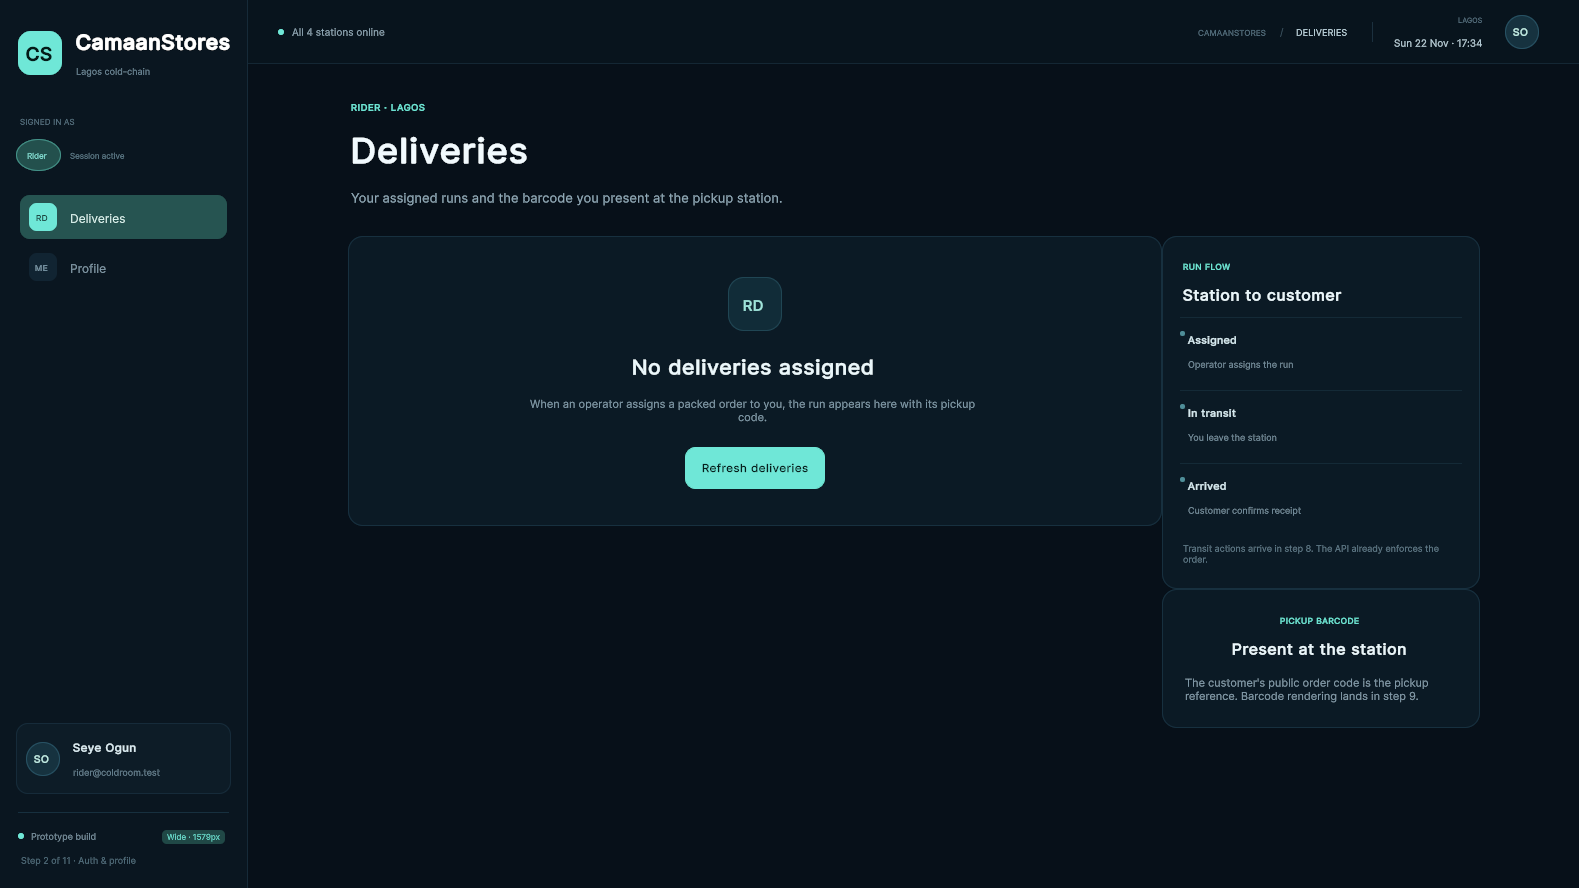 CS
CamaanStores
Lagos cold-chain
SIGNED IN AS
Rider
Session active
RD
Deliveries
ME
Profile
SO
Seye Ogun
rider@coldroom.test
Prototype build
Wide · 1579px
Step 2 of 11 · Auth & profile
All 4 stations online
CAMAANSTORES / DELIVERIES
LAGOS
Sun 22 Nov · 17:34
SO
RIDER · LAGOS
Deliveries
Your assigned runs and the barcode you present at the pickup station.
RD
No deliveries assigned
When an operator assigns a packed order to you, the run appears here with its pickup
code.
Refresh deliveries
RUN FLOW
Station to customer
Assigned
Operator assigns the run
In transit
You leave the station
Arrived
Customer confirms receipt
Transit actions arrive in step 8. The API already enforces the
order.
PICKUP BARCODE
Present at the station
The customer's public order code is the pickup
reference. Barcode rendering lands in step 9.